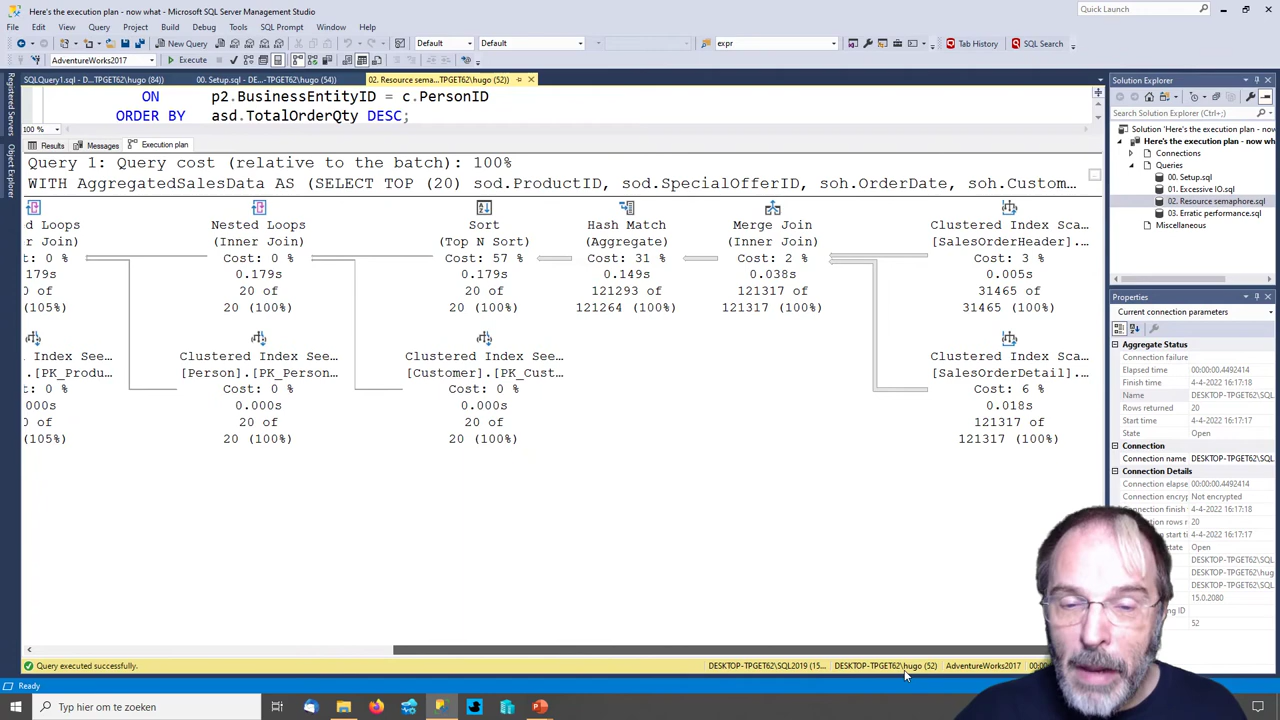 Here's the execution plan - now what - Microsoft SQL Server Management Studio
Quick Launch
File Edit View Query Project Build Debug Tools SQL Prompt Window Help
New Query Default Default expr Tab History SQL Search
AdventureWorks2017 Execute
SQLQuery1.sql - D...TPGET62\hugo (84)) 00. Setup.sql - DE...-TPGET62\hugo (54)) 02. Resource sema...TPGET62\hugo (52))
Registered Servers
Object Explorer
ON p2.BusinessEntityID = c.PersonID
ORDER BY asd.TotalOrderQty DESC;
100 %
Results Messages Execution plan
Query 1: Query cost (relative to the batch): 100%
WITH AggregatedSalesData AS (SELECT TOP (20) sod.ProductID, sod.SpecialOfferID, soh.OrderDate, soh.Custom...
d Loops Nested Loops Sort Hash Match Merge Join Clustered Index Sca...
Join) (Inner Join) (Top N Sort) (Aggregate) (Inner Join) [SalesOrderHeader]....
t: 0 % Cost: 0 % Cost: 57 % Cost: 31 % Cost: 2 % Cost: 3 %
.179s 0.179s 0.179s 0.149s 0.038s 0.005s
0 of 20 of 20 of 121293 of 121317 of 31465 of
(105%) 20 (100%) 20 (100%) 121264 (100%) 121317 (100%) 31465 (100%)
Index See... Clustered Index See... Clustered Index See... Clustered Index Sca...
.[PK_Produ... [Person].[PK_Person... [Customer].[PK_Cust... [SalesOrderDetail]....
t: 0 % Cost: 0 % Cost: 0 % Cost: 6 %
.000s 0.000s 0.000s 0.018s
0 of 20 of 20 of 121317 of
(105%) 20 (100%) 20 (100%) 121317 (100%)
Query executed successfully. DESKTOP-TPGET62\SQL2019 (15... DESKTOP-TPGET62\hugo (52) AdventureWorks2017
Ready
Solution Explorer
Search Solution Explorer (Ctrl+;)
Solution 'Here's the execution plan - now
Here's the execution plan - now wh
Connections
Queries
00. Setup.sql
01. Excessive IO.sql
02. Resource semaphore.sql
03. Erratic performance.sql
Miscellaneous
Properties
Current connection parameters
Aggregate Status
Connection failure
Elapsed time 00:00:00.4492414
Finish time 4-4-2022 16:17:18
Name DESKTOP-TPGET62\SQL
Rows returned 20
Start time 4-4-2022 16:17:17
State Open
Connection
Connection name DESKTOP-TPGET62\SQL
Connection Details
Connection elapse 00:00:00.4492414
Connection encryp Not encrypted
Connection finish 4-4-2022 16:17:18
Connection rows r 20
start time 4-4-2022 16:17:17
state Open
DESKTOP-TPGET62\SQL
DESKTOP-TPGET62\hug
DESKTOP-TPGET62\SQL
15.0.2080
ing ID
52
Typ hier om te zoeken